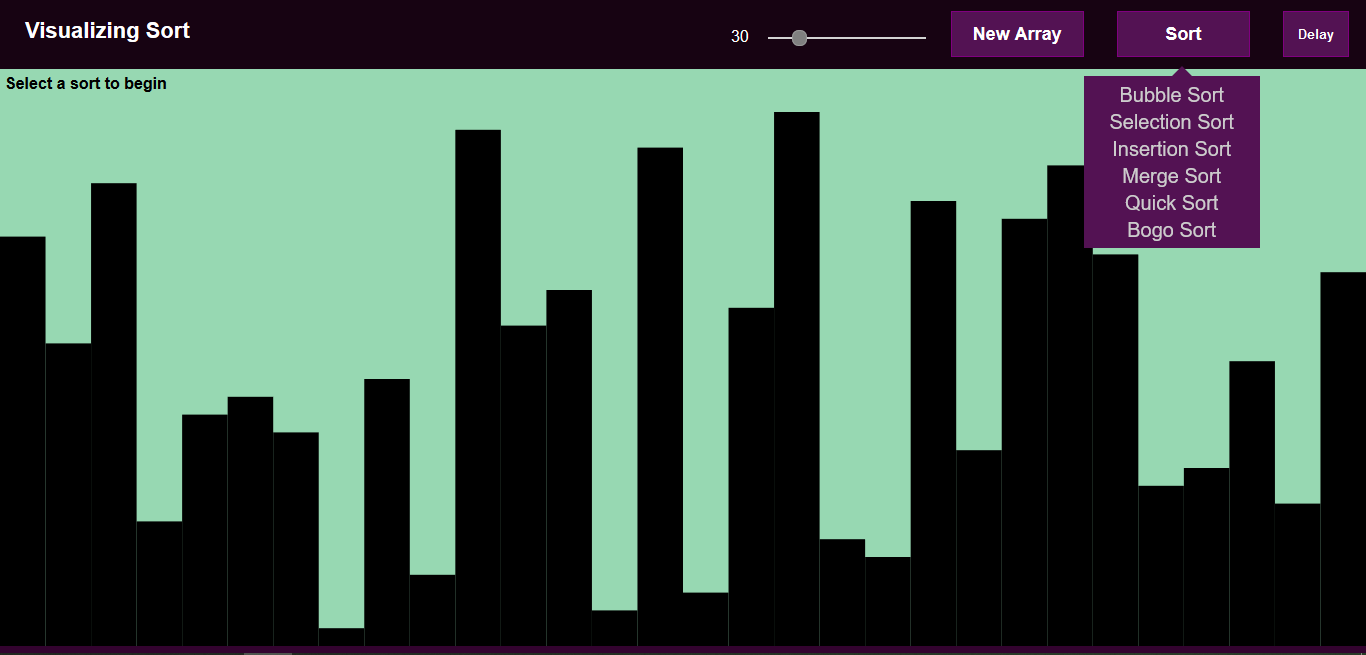 Visualizing Sort
30
New Array
Sort
Delay
Select a sort to begin
Bubble Sort
Selection Sort
Insertion Sort
Merge Sort
Quick Sort
Bogo Sort